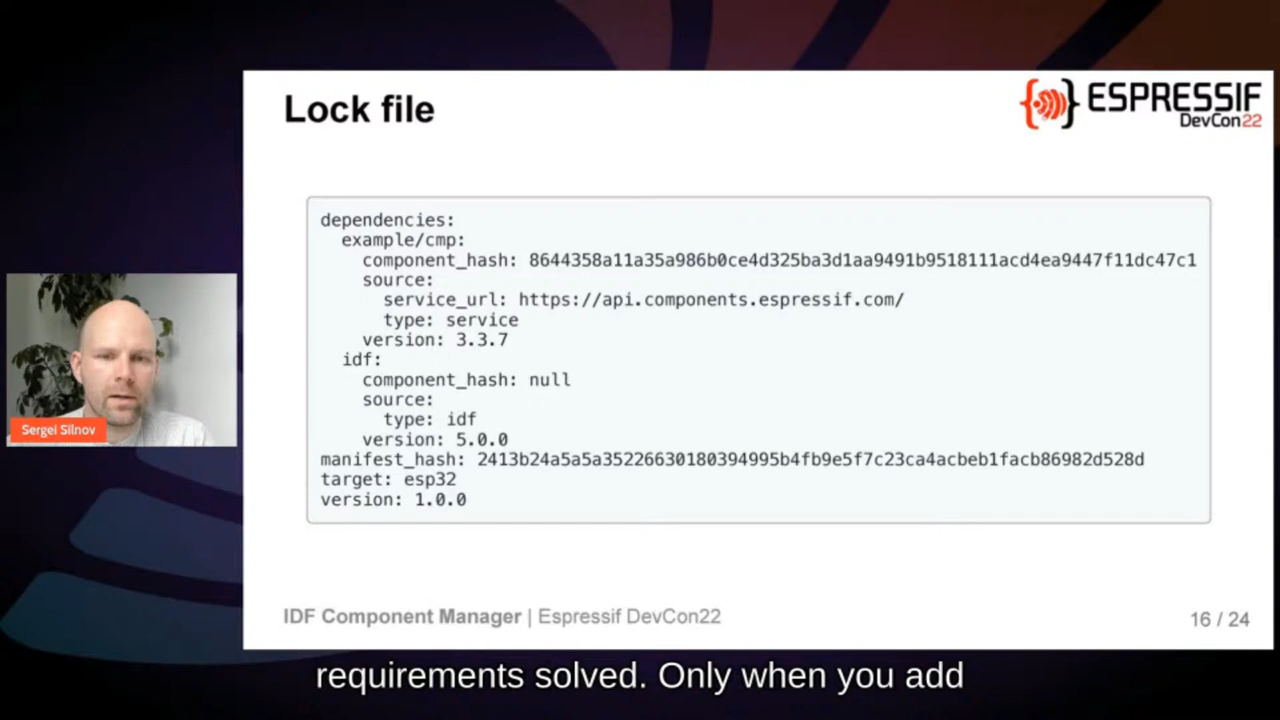 Lock file
ESPRESSIF
DevCon22
dependencies:
example/cmp:
component_hash: 8644358a11a35a986b0ce4d325ba3d1aa9491b9518111acd4ea9447f11dc47c1
source:
service_url: https://api.components.espressif.com/
type: service
version: 3.3.7
idf:
component_hash: null
source:
type: idf
version: 5.0.0
manifest_hash: 2413b24a5a5a35226630180394995b4fb9e5f7c23ca4acbeb1facb86982d528d
target: esp32
version: 1.0.0
Sergei Silnov
IDF Component Manager | Espressif DevCon22
16 / 24
requirements solved. Only when you add